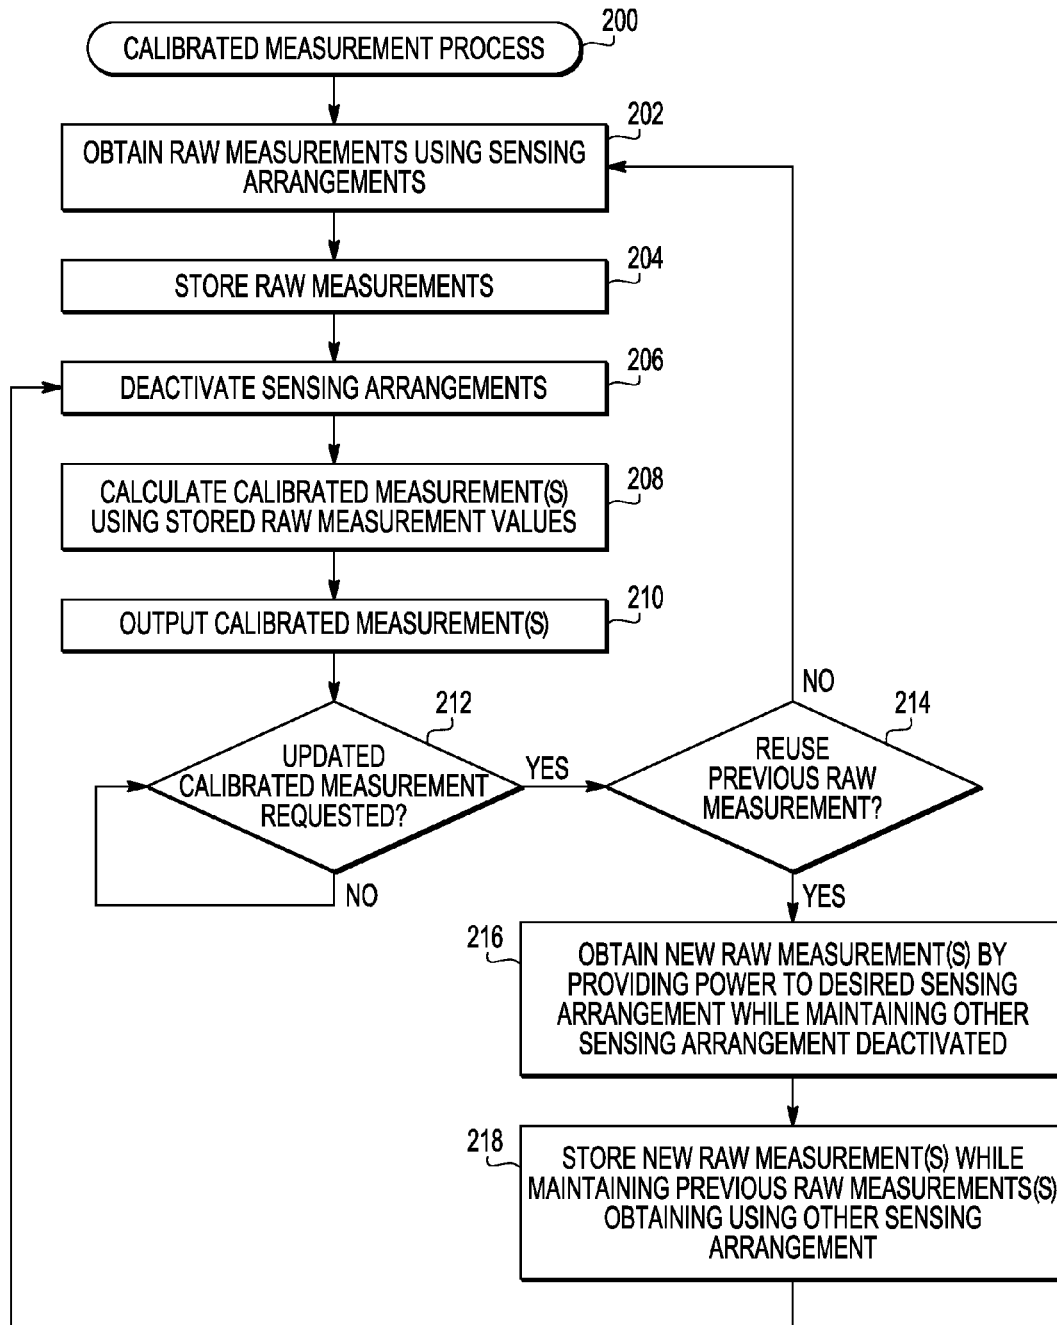 CALIBRATED MEASUREMENT PROCESS
200
OBTAIN RAW MEASUREMENTS USING SENSING
ARRANGEMENTS
202
STORE RAW MEASUREMENTS
204
DEACTIVATE SENSING ARRANGEMENTS
206
CALCULATE CALIBRATED MEASUREMENT(S)
USING STORED RAW MEASUREMENT VALUES
208
OUTPUT CALIBRATED MEASUREMENT(S)
210
UPDATED
CALIBRATED MEASUREMENT
REQUESTED?
212
YES
NO
REUSE
PREVIOUS RAW
MEASUREMENT?
214
NO
YES
216
OBTAIN NEW RAW MEASUREMENT(S) BY
PROVIDING POWER TO DESIRED SENSING
ARRANGEMENT WHILE MAINTAINING OTHER
SENSING ARRANGEMENT DEACTIVATED
218
STORE NEW RAW MEASUREMENT(S) WHILE
MAINTAINING PREVIOUS RAW MEASUREMENTS(S)
OBTAINING USING OTHER SENSING
ARRANGEMENT